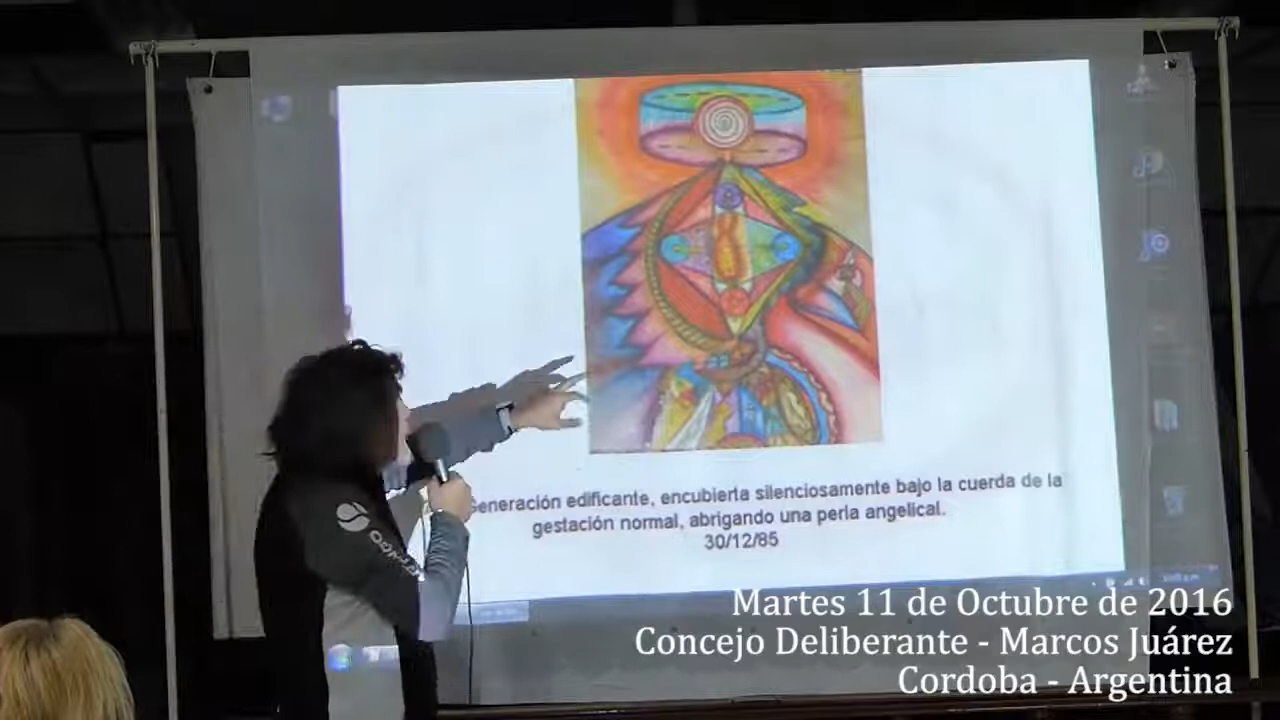 Generación edificante, encubierta silenciosamente bajo la cuerda de la
gestación normal, abrigando una perla angelical.
30/12/85
Martes 11 de Octubre de 2016
Concejo Deliberante - Marcos Juárez
Cordoba - Argentina